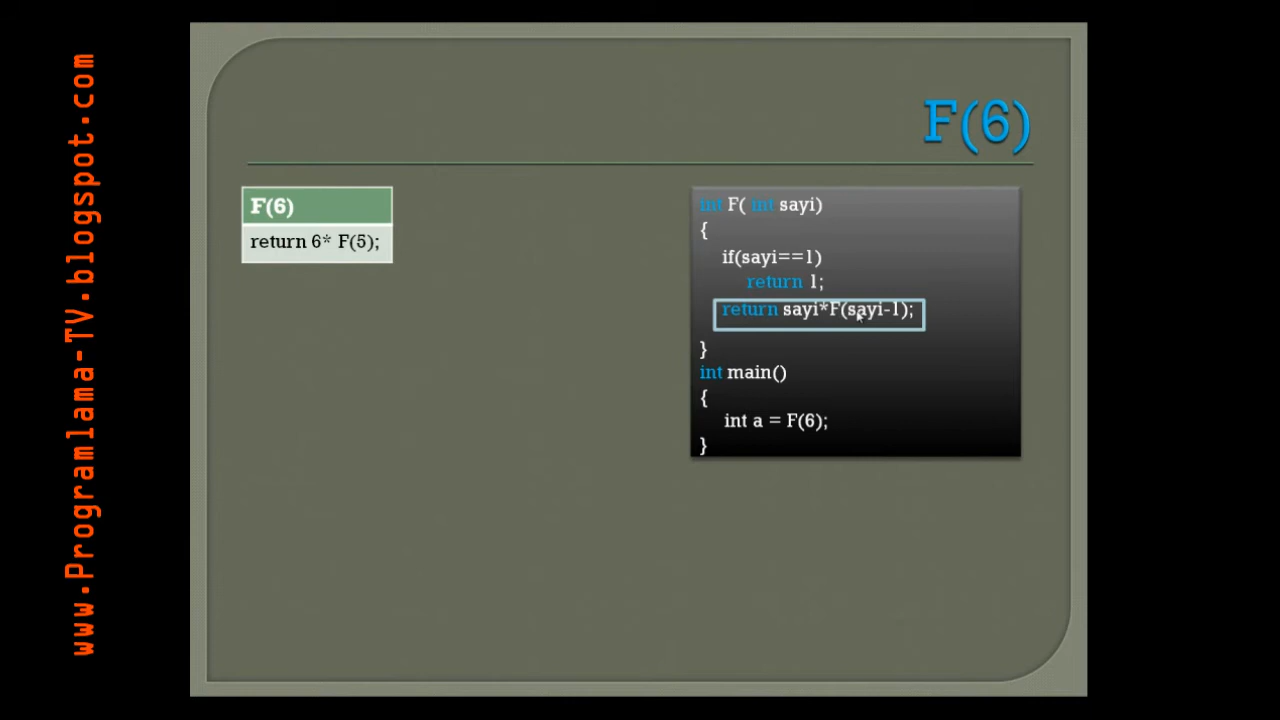 www.Programlama-TV.blogspot.com
F(6)
F(6)
return 6* F(5);
int F( int sayi)
{
if(sayi==1)
return 1;
return sayi*F(sayi-1);
}
int main()
{
int a = F(6);
}